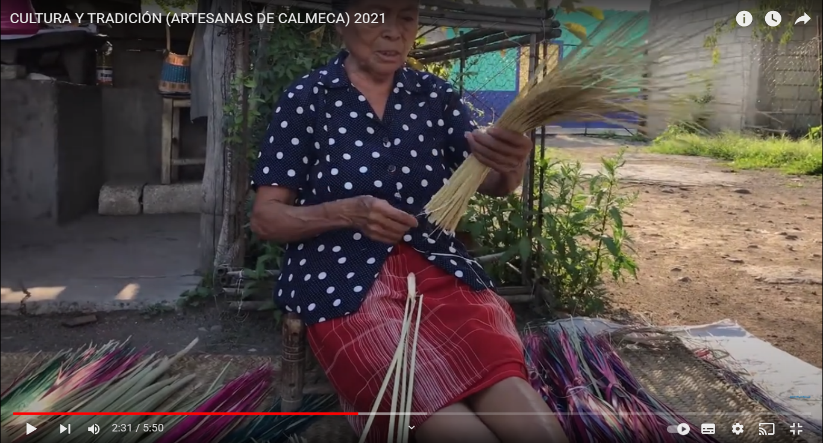 CULTURA Y TRADICIÓN (ARTESANAS DE CALMECA) 2021
2:31 / 5:50